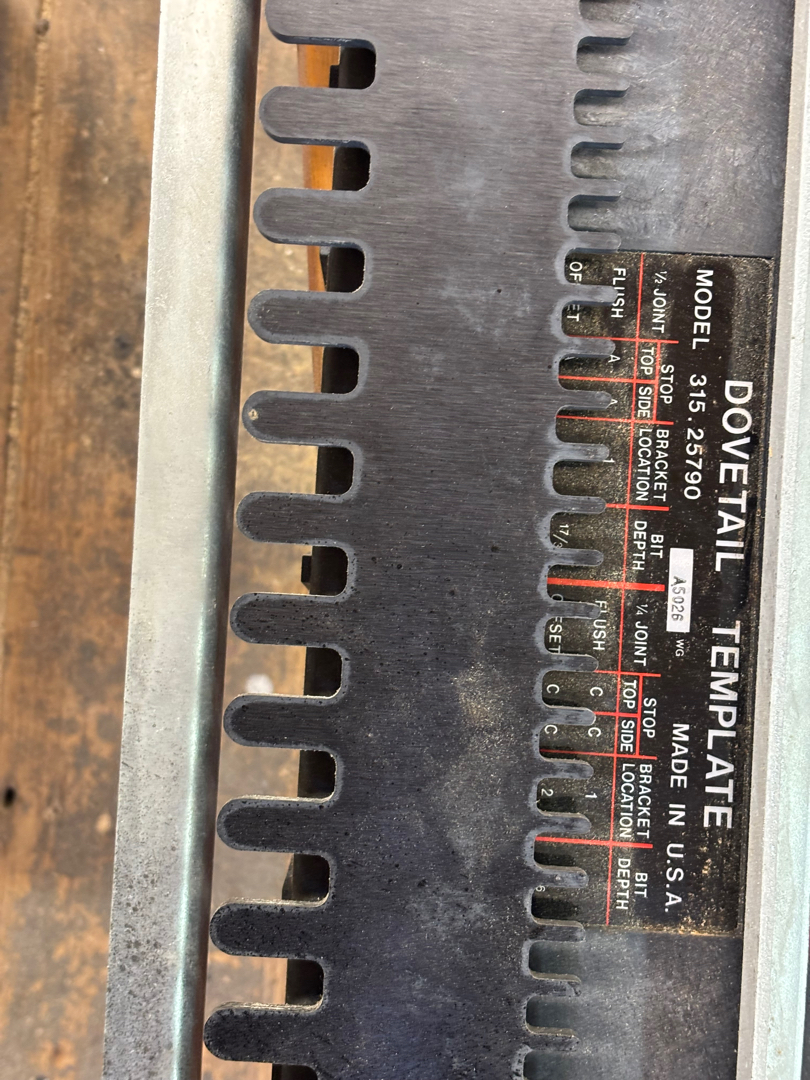 DOVETAIL TEMPLATE
MODEL 315.25790 A5026 WG MADE IN U.S.A.
1/2 JOINT STOP TOP SIDE BRACKET LOCATION BIT DEPTH 1/4 JOINT STOP TOP SIDE BRACKET LOCATION BIT DEPTH
FLUSH A A 1 FLUSH C C 1
C C 2